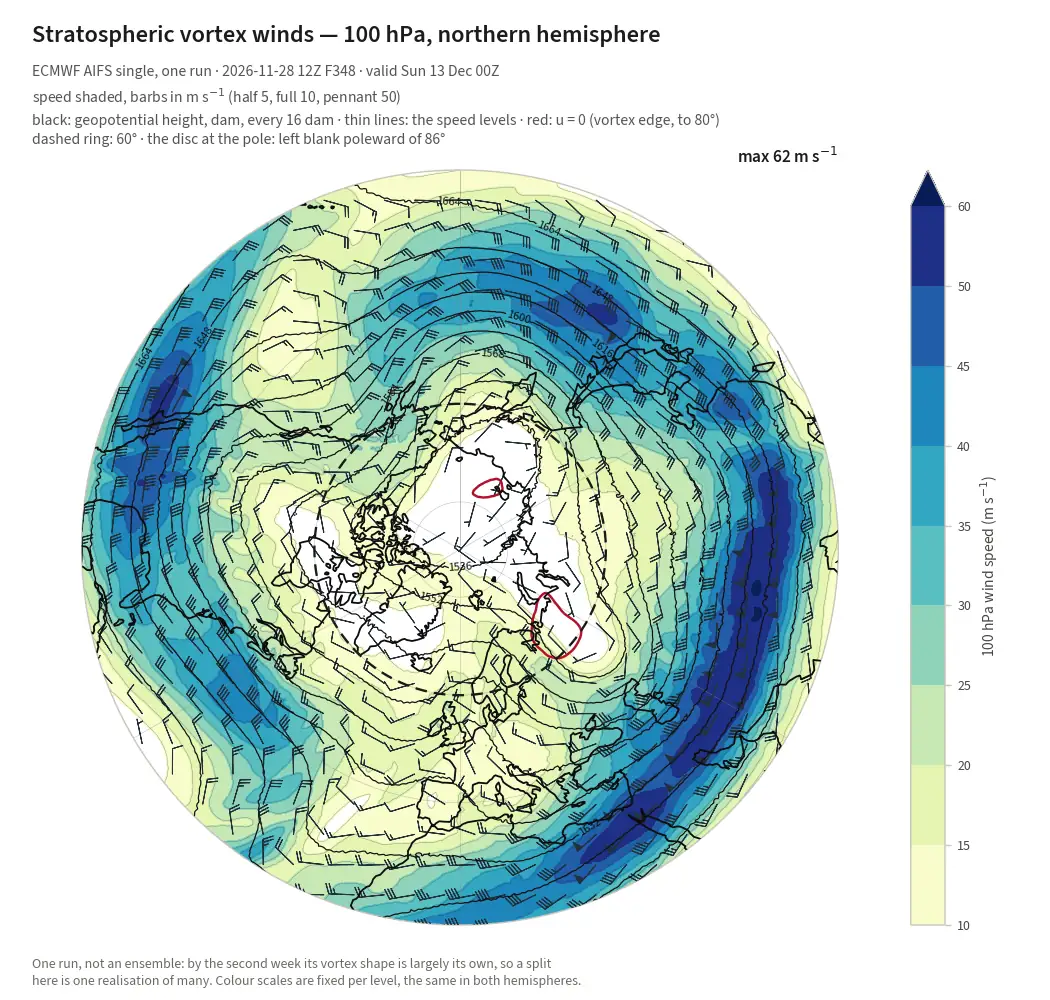 Stratospheric vortex winds — 100 hPa, northern hemisphere
ECMWF AIFS single, one run · 2026-11-28 12Z F348 · valid Sun 13 Dec 00Z
speed shaded, barbs in m s⁻¹ (half 5, full 10, pennant 50)
black: geopotential height, dam, every 16 dam · thin lines: the speed levels · red: u = 0 (vortex edge, to 80°)
dashed ring: 60° · the disc at the pole: left blank poleward of 86°
max 62 m s⁻¹
1664
1664
1648
1648
1664
1600
1616
1568
1536
1552
60
50
45
40
35
30
25
20
15
10
100 hPa wind speed (m s⁻¹)
One run, not an ensemble: by the second week its vortex shape is largely its own, so a split
here is one realisation of many. Colour scales are fixed per level, the same in both hemispheres.